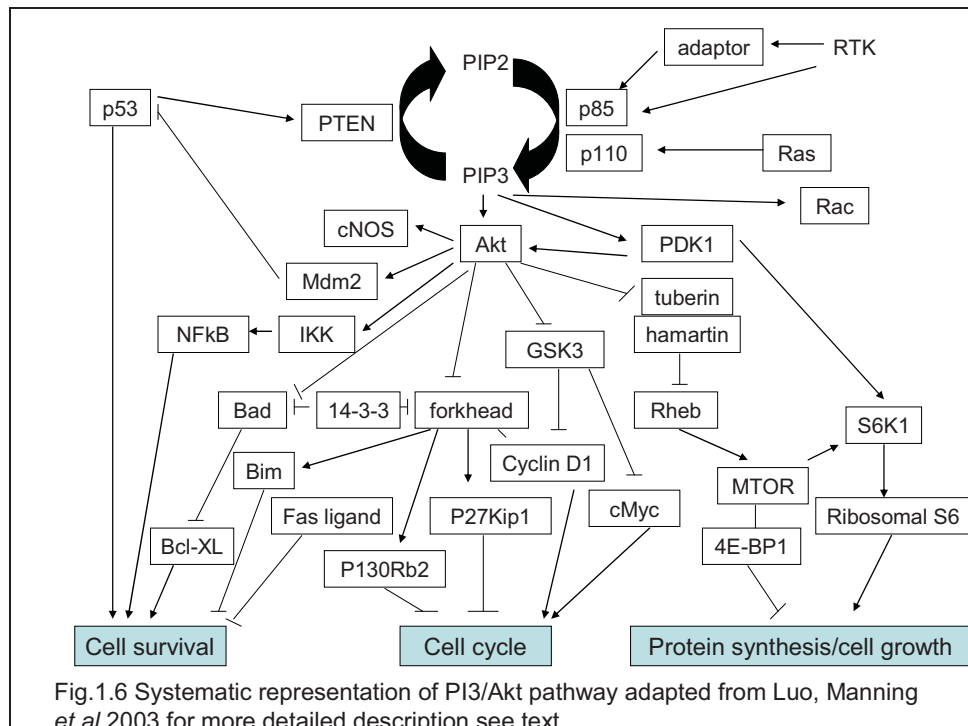 adaptor RTK
PIP2
p53 PTEN p85
p110 Ras
PIP3
Rac
cNOS Akt PDK1
Mdm2 tuberin
NFkB IKK hamartin
GSK3
Bad 14-3-3 forkhead Rheb
S6K1
Bim Cyclin D1
MTOR
Fas ligand P27Kip1 cMyc Ribosomal S6
Bcl-XL 4E-BP1
P130Rb2
Cell survival Cell cycle Protein synthesis/cell growth
Fig.1.6 Systematic representation of PI3/Akt pathway adapted from Luo, Manning
et al 2003 for more detailed description see text